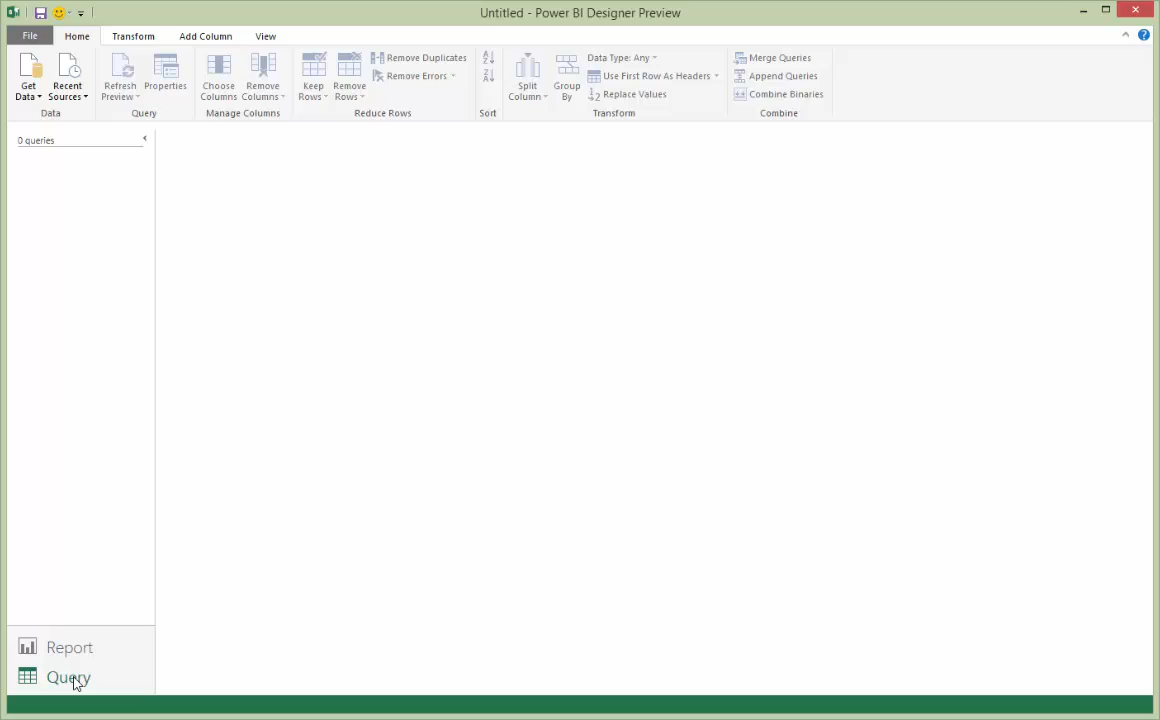 Untitled - Power BI Designer Preview
File Home Transform Add Column View
Get Data
Recent Sources
Refresh Preview
Properties
Choose Columns
Remove Columns
Keep Rows
Remove Rows
Remove Duplicates
Remove Errors
Split Column
Group By
Data Type: Any
Use First Row As Headers
Replace Values
Merge Queries
Append Queries
Combine Binaries
Data Query Manage Columns Reduce Rows Sort Transform Combine
0 queries
Report
Query